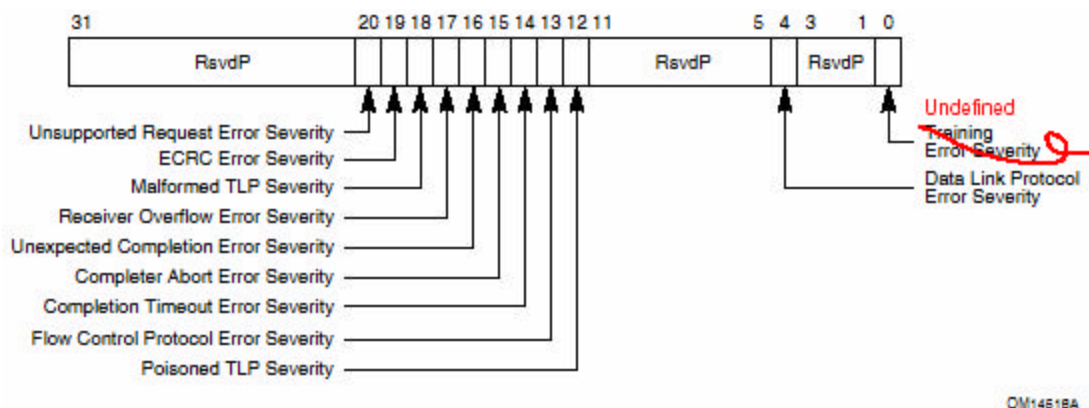 31 20 19 18 17 16 15 14 13 12 11 5 4 3 1 0
RsvdP RsvdP RsvdP
Undefined
Training
Error Severity
Data Link Protocol
Error Severity
Unsupported Request Error Severity
ECRC Error Severity
Malformed TLP Severity
Receiver Overflow Error Severity
Unexpected Completion Error Severity
Completer Abort Error Severity
Completion Timeout Error Severity
Flow Control Protocol Error Severity
Poisoned TLP Severity
OM14518A